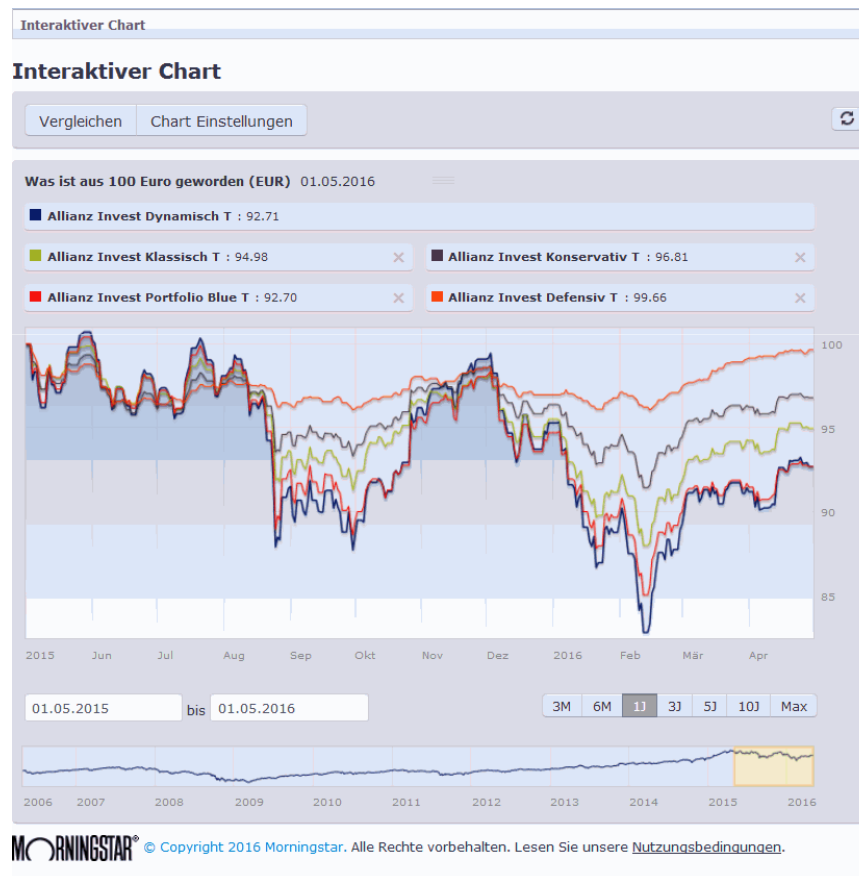 Interaktiver Chart
Interaktiver Chart
Vergleichen Chart Einstellungen
Was ist aus 100 Euro geworden (EUR) 01.05.2016
Allianz Invest Dynamisch T : 92.71
Allianz Invest Klassisch T : 94.98
Allianz Invest Konservativ T : 96.81
Allianz Invest Portfolio Blue T : 92.70
Allianz Invest Defensiv T : 99.66
100
95
90
85
2015 Jun Jul Aug Sep Okt Nov Dez 2016 Feb Mär Apr
01.05.2015 bis 01.05.2016 3M 6M 1J 3J 5J 10J Max
2006 2007 2008 2009 2010 2011 2012 2013 2014 2015 2016
MORNINGSTAR® © Copyright 2016 Morningstar. Alle Rechte vorbehalten. Lesen Sie unsere Nutzungsbedingungen.